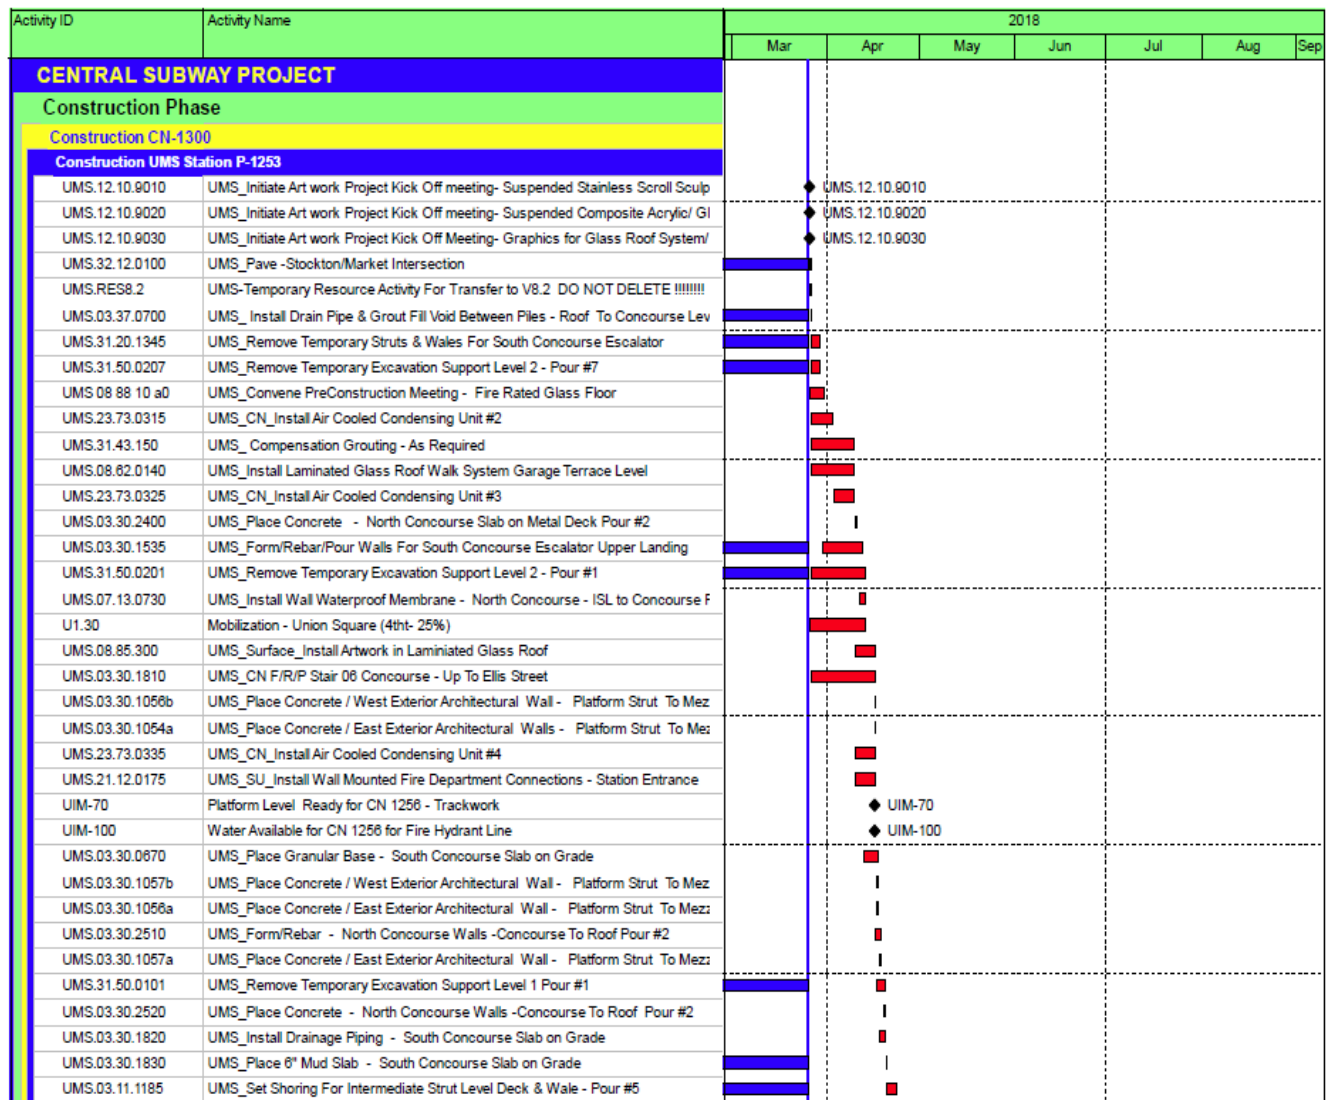 Activity ID Activity Name 2018
Mar Apr May Jun Jul Aug Sep
CENTRAL SUBWAY PROJECT
Construction Phase
Construction CN-1300
Construction UMS Station P-1253
UMS.12.10.9010 UMS_Initiate Art work Project Kick Off meeting- Suspended Stainless Scroll Sculp UMS.12.10.9010
UMS.12.10.9020 UMS_Initiate Art work Project Kick Off meeting- Suspended Composite Acrylic/ Gl UMS.12.10.9020
UMS.12.10.9030 UMS_Initiate Art work Project Kick Off Meeting- Graphics for Glass Roof System/ UMS.12.10.9030
UMS.32.12.0100 UMS_Pave -Stockton/Market Intersection
UMS.RES8.2 UMS-Temporary Resource Activity For Transfer to V8.2 DO NOT DELETE !!!!!!!!
UMS.03.37.0700 UMS_ Install Drain Pipe & Grout Fill Void Between Piles - Roof To Concourse Lev
UMS.31.20.1345 UMS_Remove Temporary Struts & Wales For South Concourse Escalator
UMS.31.50.0207 UMS_Remove Temporary Excavation Support Level 2 - Pour #7
UMS 08 88 10 a0 UMS_Convene PreConstruction Meeting - Fire Rated Glass Floor
UMS.23.73.0315 UMS_CN_Install Air Cooled Condensing Unit #2
UMS.31.43.150 UMS_ Compensation Grouting - As Required
UMS.08.62.0140 UMS_Install Laminated Glass Roof Walk System Garage Terrace Level
UMS.23.73.0325 UMS_CN_Install Air Cooled Condensing Unit #3
UMS.03.30.2400 UMS_Place Concrete - North Concourse Slab on Metal Deck Pour #2
UMS.03.30.1535 UMS_Form/Rebar/Pour Walls For South Concourse Escalator Upper Landing
UMS.31.50.0201 UMS_Remove Temporary Excavation Support Level 2 - Pour #1
UMS.07.13.0730 UMS_Install Wall Waterproof Membrane - North Concourse - ISL to Concourse F
U1.30 Mobilization - Union Square (4tht- 25%)
UMS.08.85.300 UMS_Surface_Install Artwork in Laminiated Glass Roof
UMS.03.30.1810 UMS_CN F/R/P Stair 06 Concourse - Up To Ellis Street
UMS.03.30.1056b UMS_Place Concrete / West Exterior Architectural Wall - Platform Strut To Mez
UMS.03.30.1054a UMS_Place Concrete / East Exterior Architectural Walls - Platform Strut To Mez
UMS.23.73.0335 UMS_CN_Install Air Cooled Condensing Unit #4
UMS.21.12.0175 UMS_SU_Install Wall Mounted Fire Department Connections - Station Entrance
UIM-70 Platform Level Ready for CN 1256 - Trackwork UIM-70
UIM-100 Water Available for CN 1256 for Fire Hydrant Line UIM-100
UMS.03.30.0670 UMS_Place Granular Base - South Concourse Slab on Grade
UMS.03.30.1057b UMS_Place Concrete / West Exterior Architectural Wall - Platform Strut To Mez
UMS.03.30.1056a UMS_Place Concrete / East Exterior Architectural Wall - Platform Strut To Mezz
UMS.03.30.2510 UMS_Form/Rebar - North Concourse Walls -Concourse To Roof Pour #2
UMS.03.30.1057a UMS_Place Concrete / East Exterior Architectural Wall - Platform Strut To Mezz
UMS.31.50.0101 UMS_Remove Temporary Excavation Support Level 1 Pour #1
UMS.03.30.2520 UMS_Place Concrete - North Concourse Walls -Concourse To Roof Pour #2
UMS.03.30.1820 UMS_Install Drainage Piping - South Concourse Slab on Grade
UMS.03.30.1830 UMS_Place 6" Mud Slab - South Concourse Slab on Grade
UMS.03.11.1185 UMS_Set Shoring For Intermediate Strut Level Deck & Wale - Pour #5